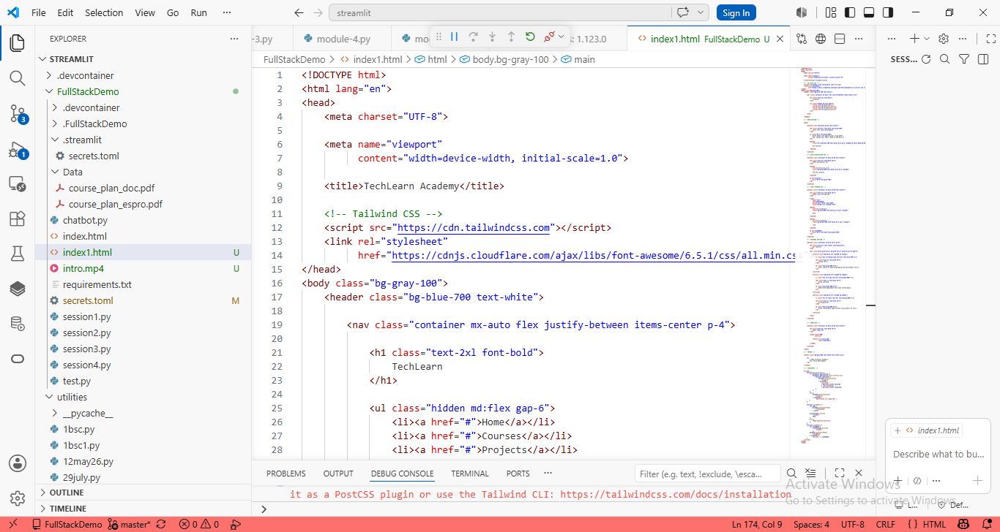 File Edit Selection View Go Run ···
streamlit
Sign In
EXPLORER
STREAMLIT
.devcontainer
FullStackDemo
.devcontainer
.FullStackDemo
.streamlit
secrets.toml
Data
course_plan_doc.pdf
course_plan_espro.pdf
chatbot.py
index.html
index1.html U
intro.mp4 U
requirements.txt
secrets.toml M
session1.py
session2.py
session3.py
session4.py
test.py
utilities
__pycache__
1bsc.py
1bsc1.py
12may26.py
29july.py
OUTLINE
TIMELINE
3
1
-3.py
module-4.py
mo
s: 1.123.0
index1.html FullStackDemo U
FullStackDemo > index1.html > html > body.bg-gray-100 > main
1 <!DOCTYPE html>
2 <html lang="en">
3 <head>
4 <meta charset="UTF-8">
5
6 <meta name="viewport"
7 content="width=device-width, initial-scale=1.0">
8
9 <title>TechLearn Academy</title>
10
11 <!-- Tailwind CSS -->
12 <script src="https://cdn.tailwindcss.com"></script>
13 <link rel="stylesheet"
14 href="https://cdnjs.cloudflare.com/ajax/libs/font-awesome/6.5.1/css/all.min.css"
15 </head>
16 <body class="bg-gray-100">
17 <header class="bg-blue-700 text-white">
18
19 <nav class="container mx-auto flex justify-between items-center p-4">
20
21 <h1 class="text-2xl font-bold">
22 TechLearn
23 </h1>
24
25 <ul class="hidden md:flex gap-6">
26 <li><a href="#">Home</a></li>
27 <li><a href="#">Courses</a></li>
28 <li><a href="#">Projects</a></li>
PROBLEMS OUTPUT DEBUG CONSOLE TERMINAL PORTS ···
Filter (e.g. text, !exclude, \esca...
it as a PostCSS plugin or use the Tailwind CLI: https://tailwindcss.com/docs/installation
SESS...
index1.html
Describe what to bu...
L...
Def...
Activate Windows
Go to Settings to activate Windows.
FullStackDemo master* 0 0
Ln 174, Col 9 Spaces: 4 UTF-8 CRLF { } HTML